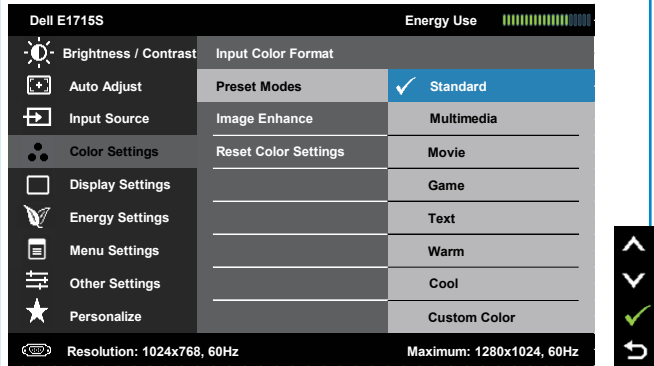 Dell E1715S Energy Use
Brightness / Contrast Input Color Format
Auto Adjust Preset Modes Standard
Input Source Image Enhance Multimedia
Color Settings Reset Color Settings Movie
Display Settings Game
Energy Settings Text
Menu Settings Warm
Other Settings Cool
Personalize Custom Color
Resolution: 1024x768, 60Hz Maximum: 1280x1024, 60Hz